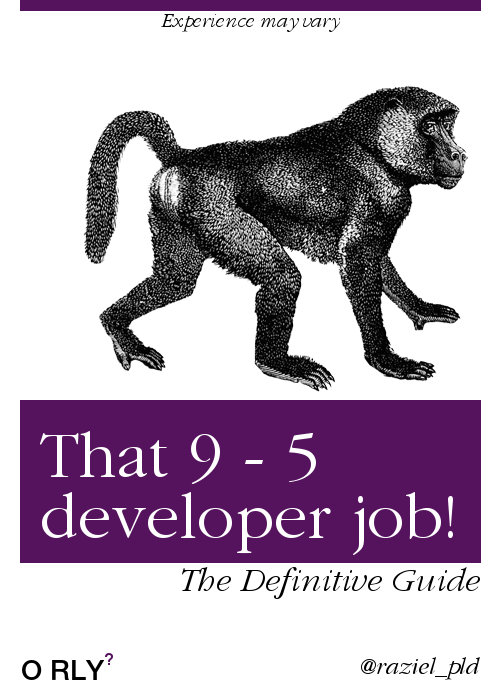 Experience may vary
That 9 - 5
developer job!
The Definitive Guide
O RLY?
@raziel_pld